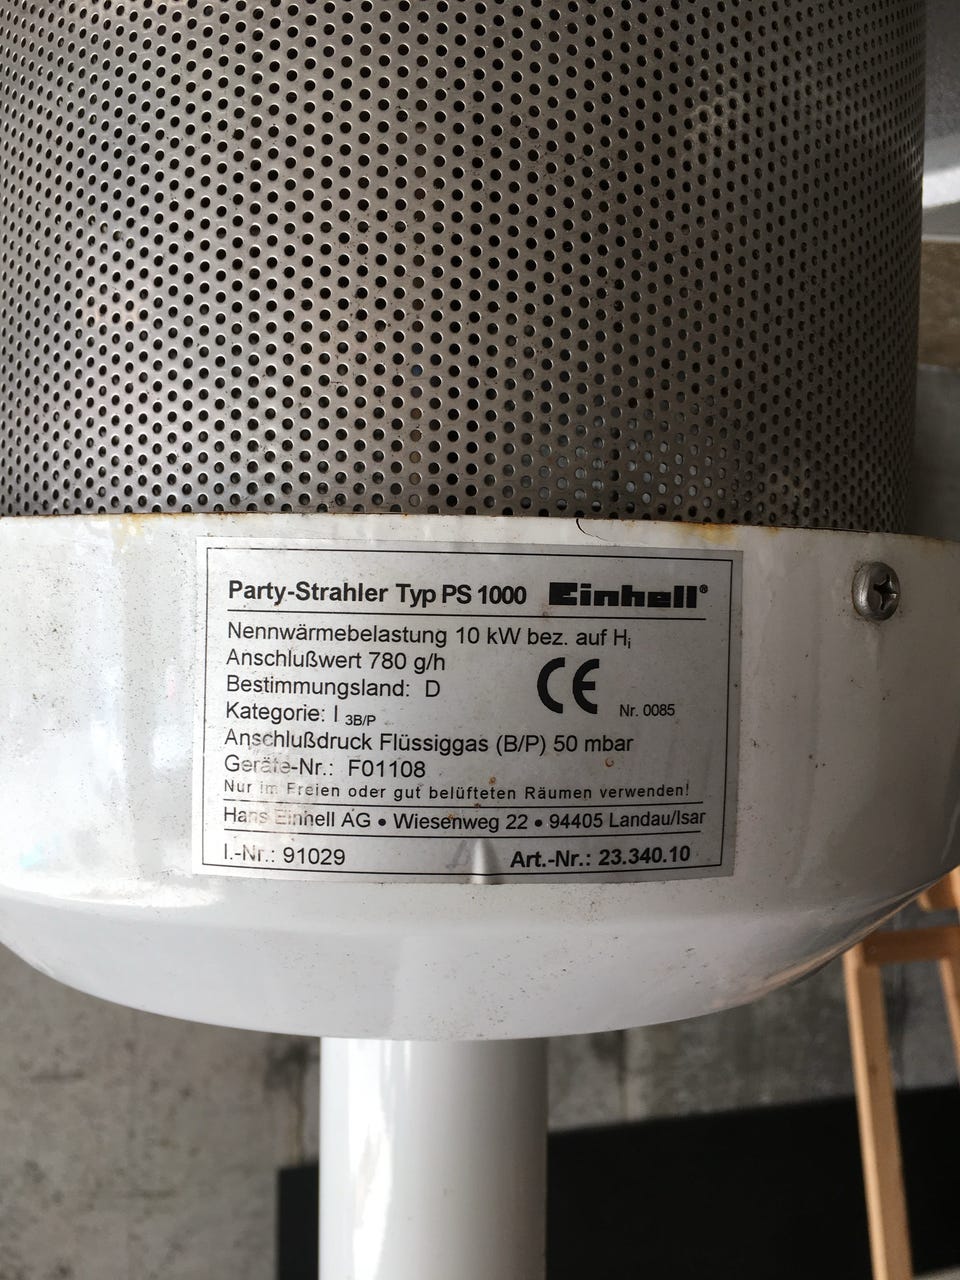 Party-Strahler Typ PS 1000 Einhell®
Nennwärmebelastung 10 kW bez. auf Hi
Anschlußwert 780 g/h
Bestimmungsland: D
CE
Kategorie: I 3B/P
Nr. 0085
Anschlußdruck Flüssiggas (B/P) 50 mbar
Geräte-Nr.: F01108
Nur im Freien oder gut belüfteten Räumen verwenden!
Hans Einhell AG • Wiesenweg 22 • 94405 Landau/Isar
I.-Nr.: 91029 Art.-Nr.: 23.340.10